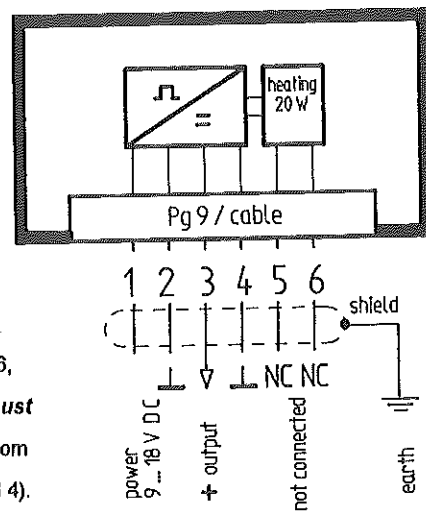 heating
20 W
Pg 9 / cable
1 2 3 4 5 6
shield
NC NC
power
9 ... 18 V DC
+ output
not connected
earth
6,
ust
om
4).